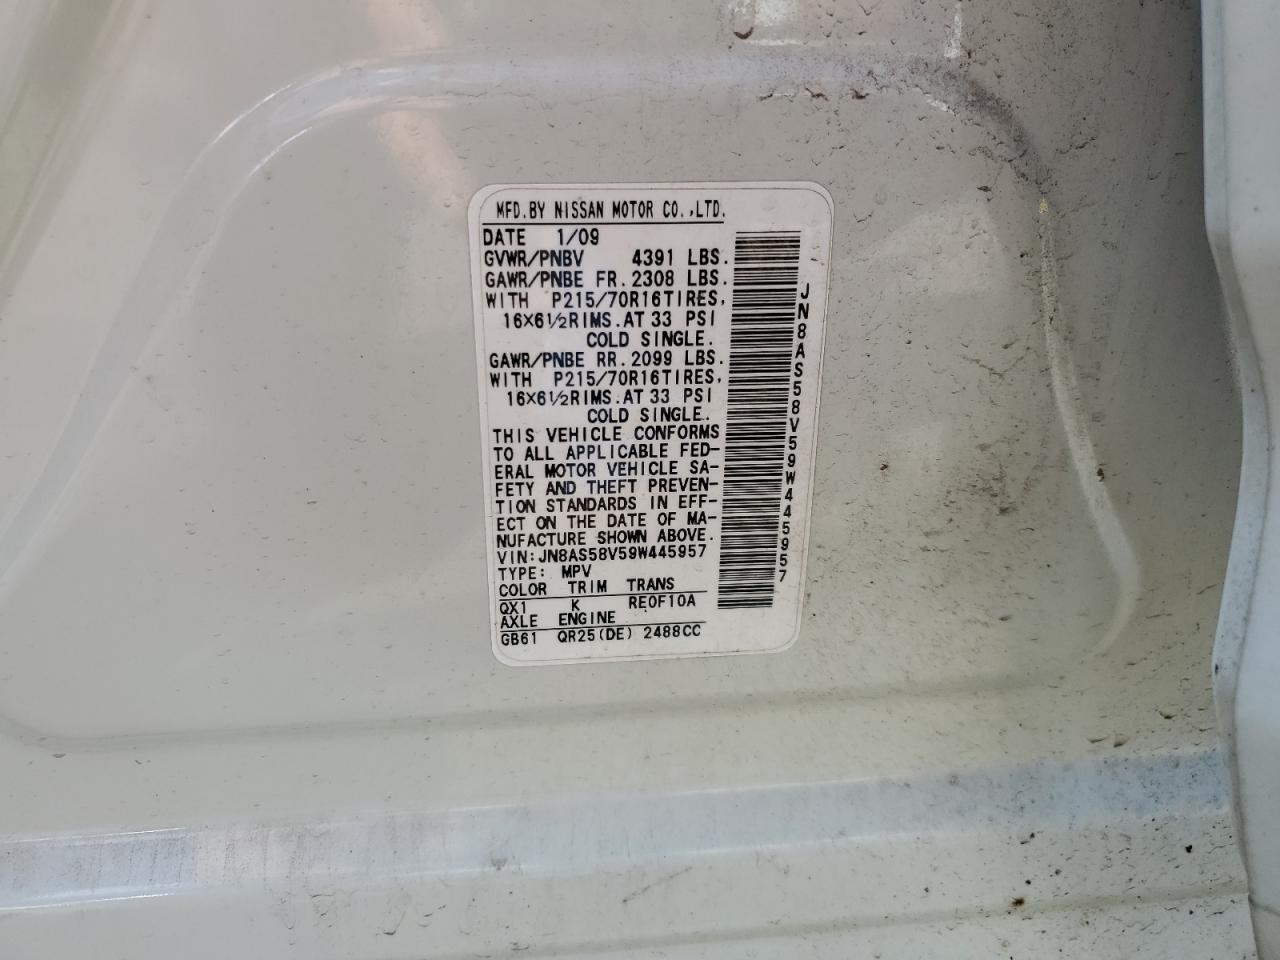 MFD.BY NISSAN MOTOR CO.,LTD.
DATE 1/09
GVWR/PNBV 4391 LBS.
GAWR/PNBE FR.2308 LBS.
WITH P215/70R16TIRES,
16×6½RIMS.AT 33 PSI
COLD SINGLE.
GAWR/PNBE RR.2099 LBS.
WITH P215/70R16TIRES,
16×6½RIMS.AT 33 PSI
COLD SINGLE.
THIS VEHICLE CONFORMS
TO ALL APPLICABLE FED-
ERAL MOTOR VEHICLE SA-
FETY AND THEFT PREVEN-
TION STANDARDS IN EFF-
ECT ON THE DATE OF MA-
NUFACTURE SHOWN ABOVE.
VIN:JN8AS58V59W445957
TYPE: MPV
COLOR TRIM TRANS
QX1 K RE0F10A
AXLE ENGINE
GB61 QR25(DE) 2488CC
JN8AS58V59W445957